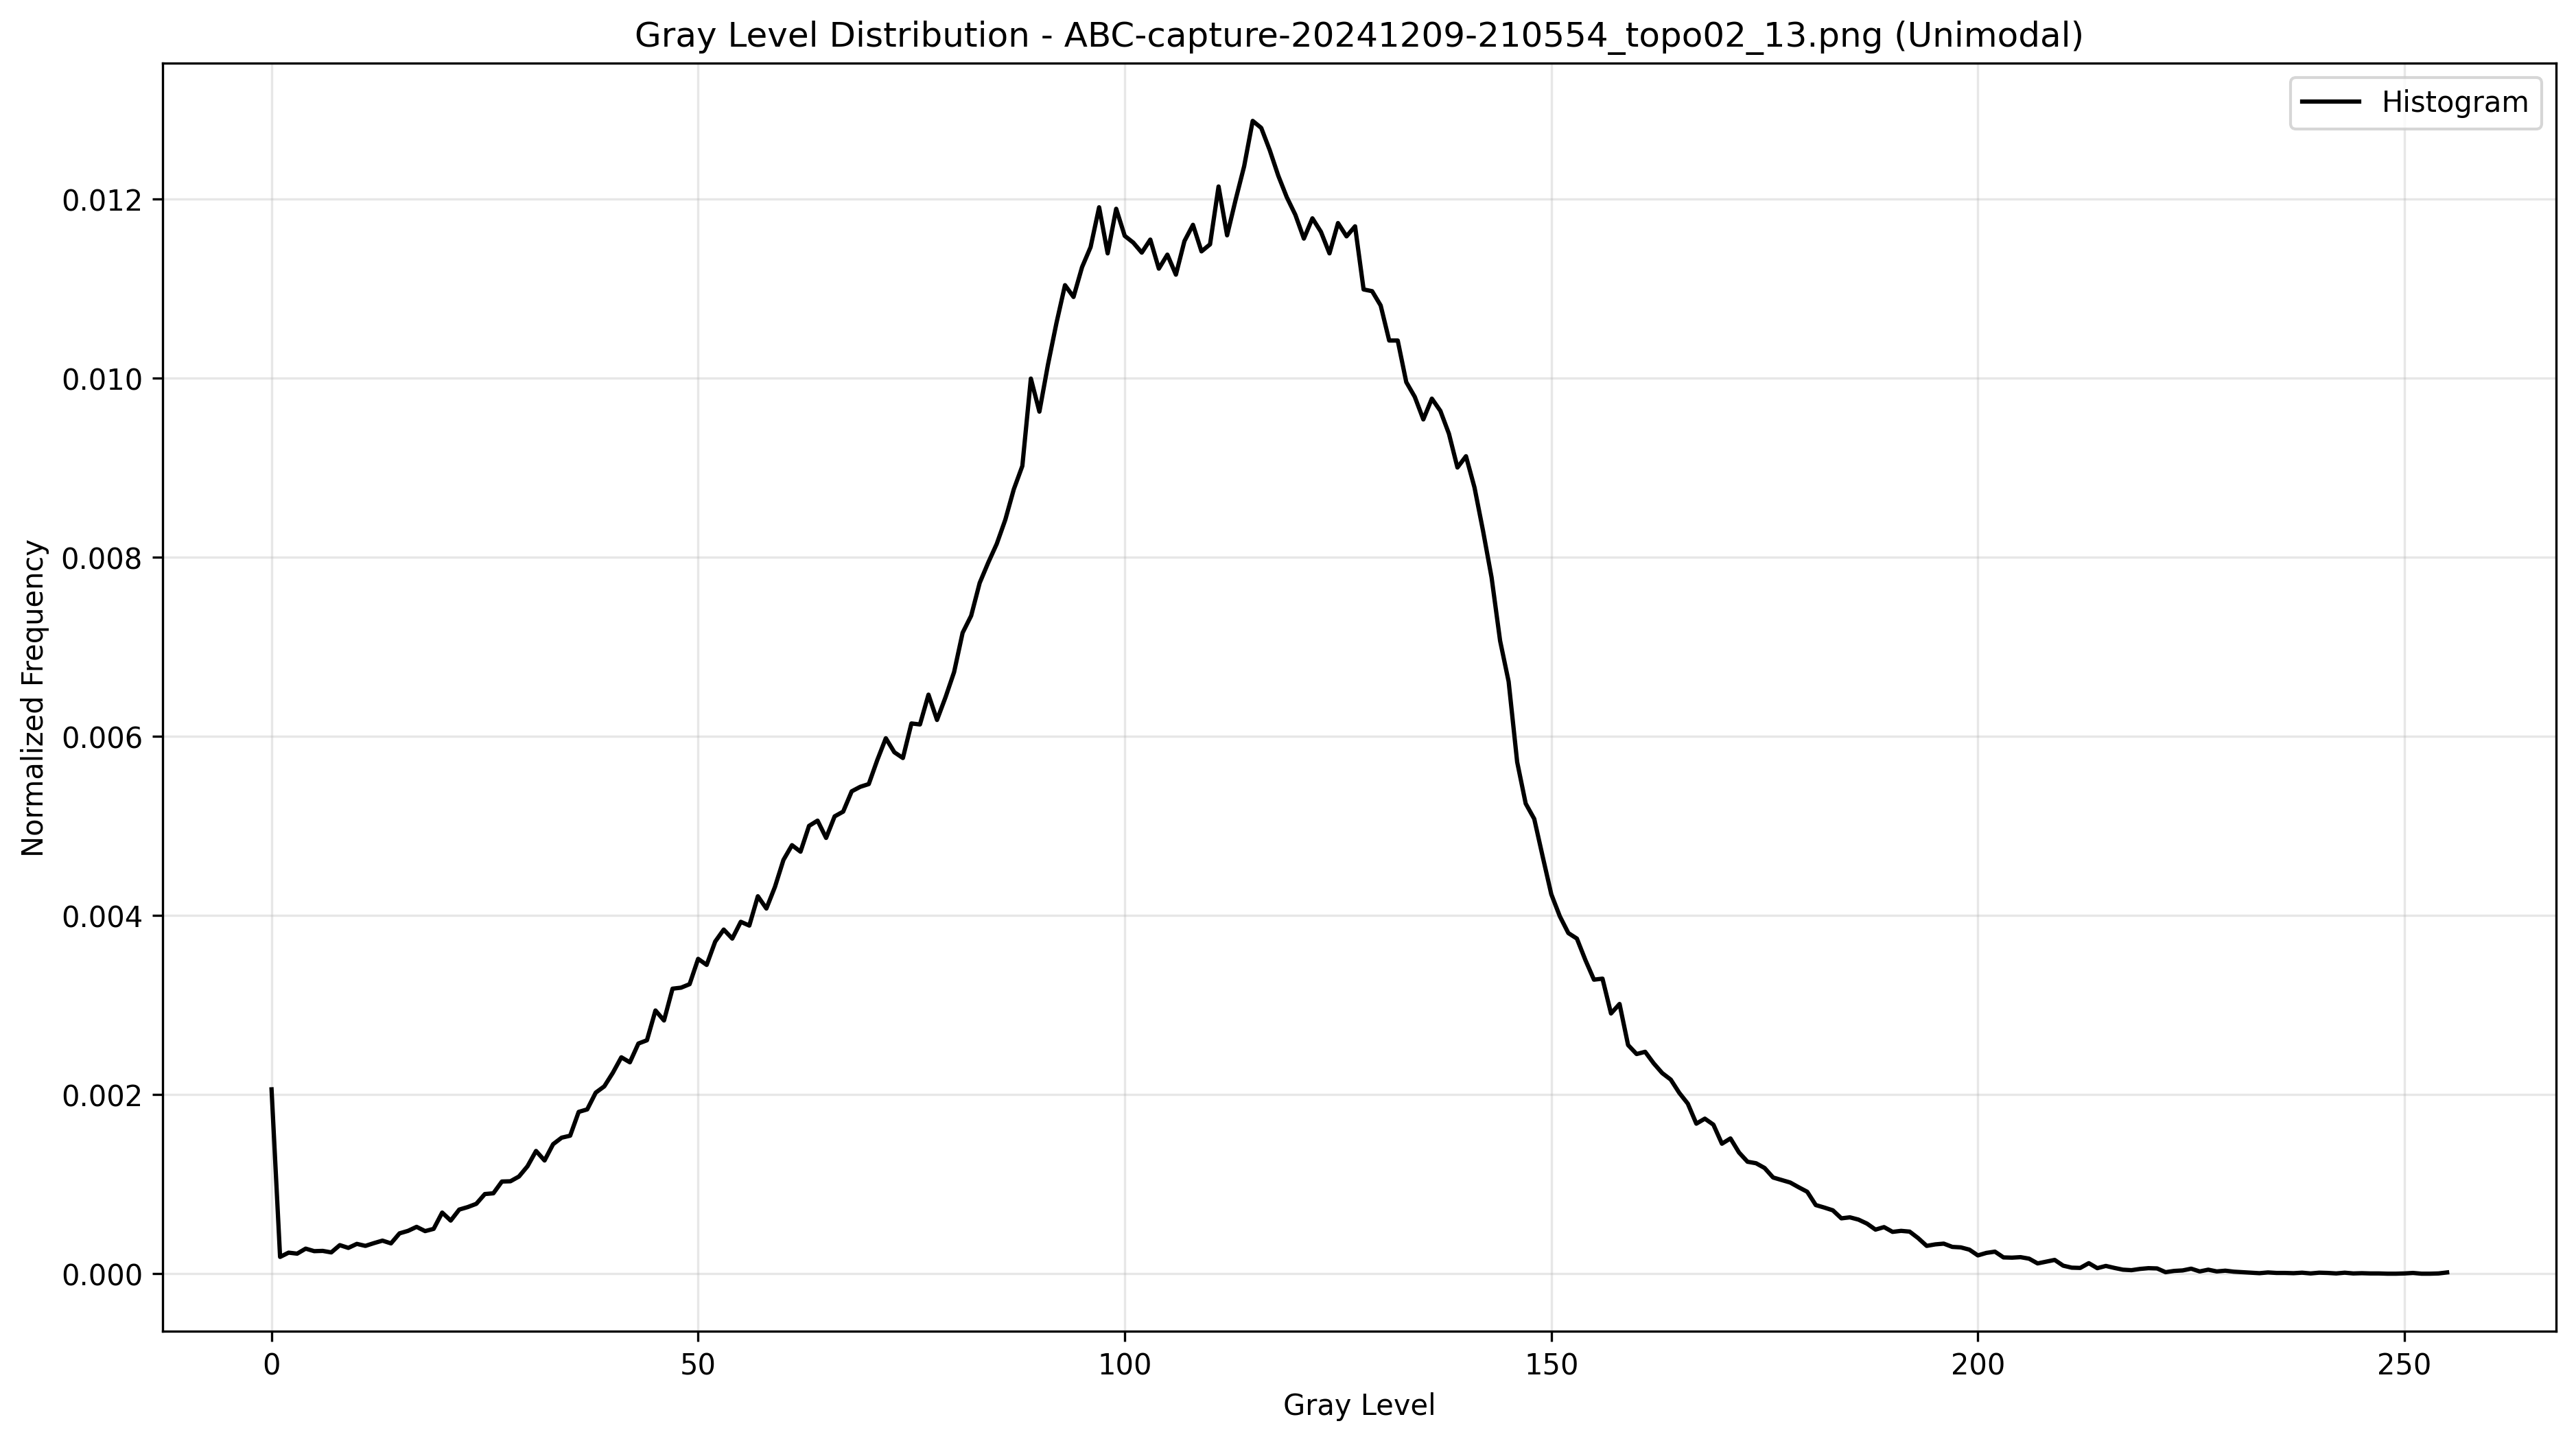 Gray Level Distribution - ABC-capture-20241209-210554_topo02_13.png (Unimodal)
Histogram
Normalized Frequency
0.012
0.010
0.008
0.006
0.004
0.002
0.000
0 50 100 150 200 250
Gray Level